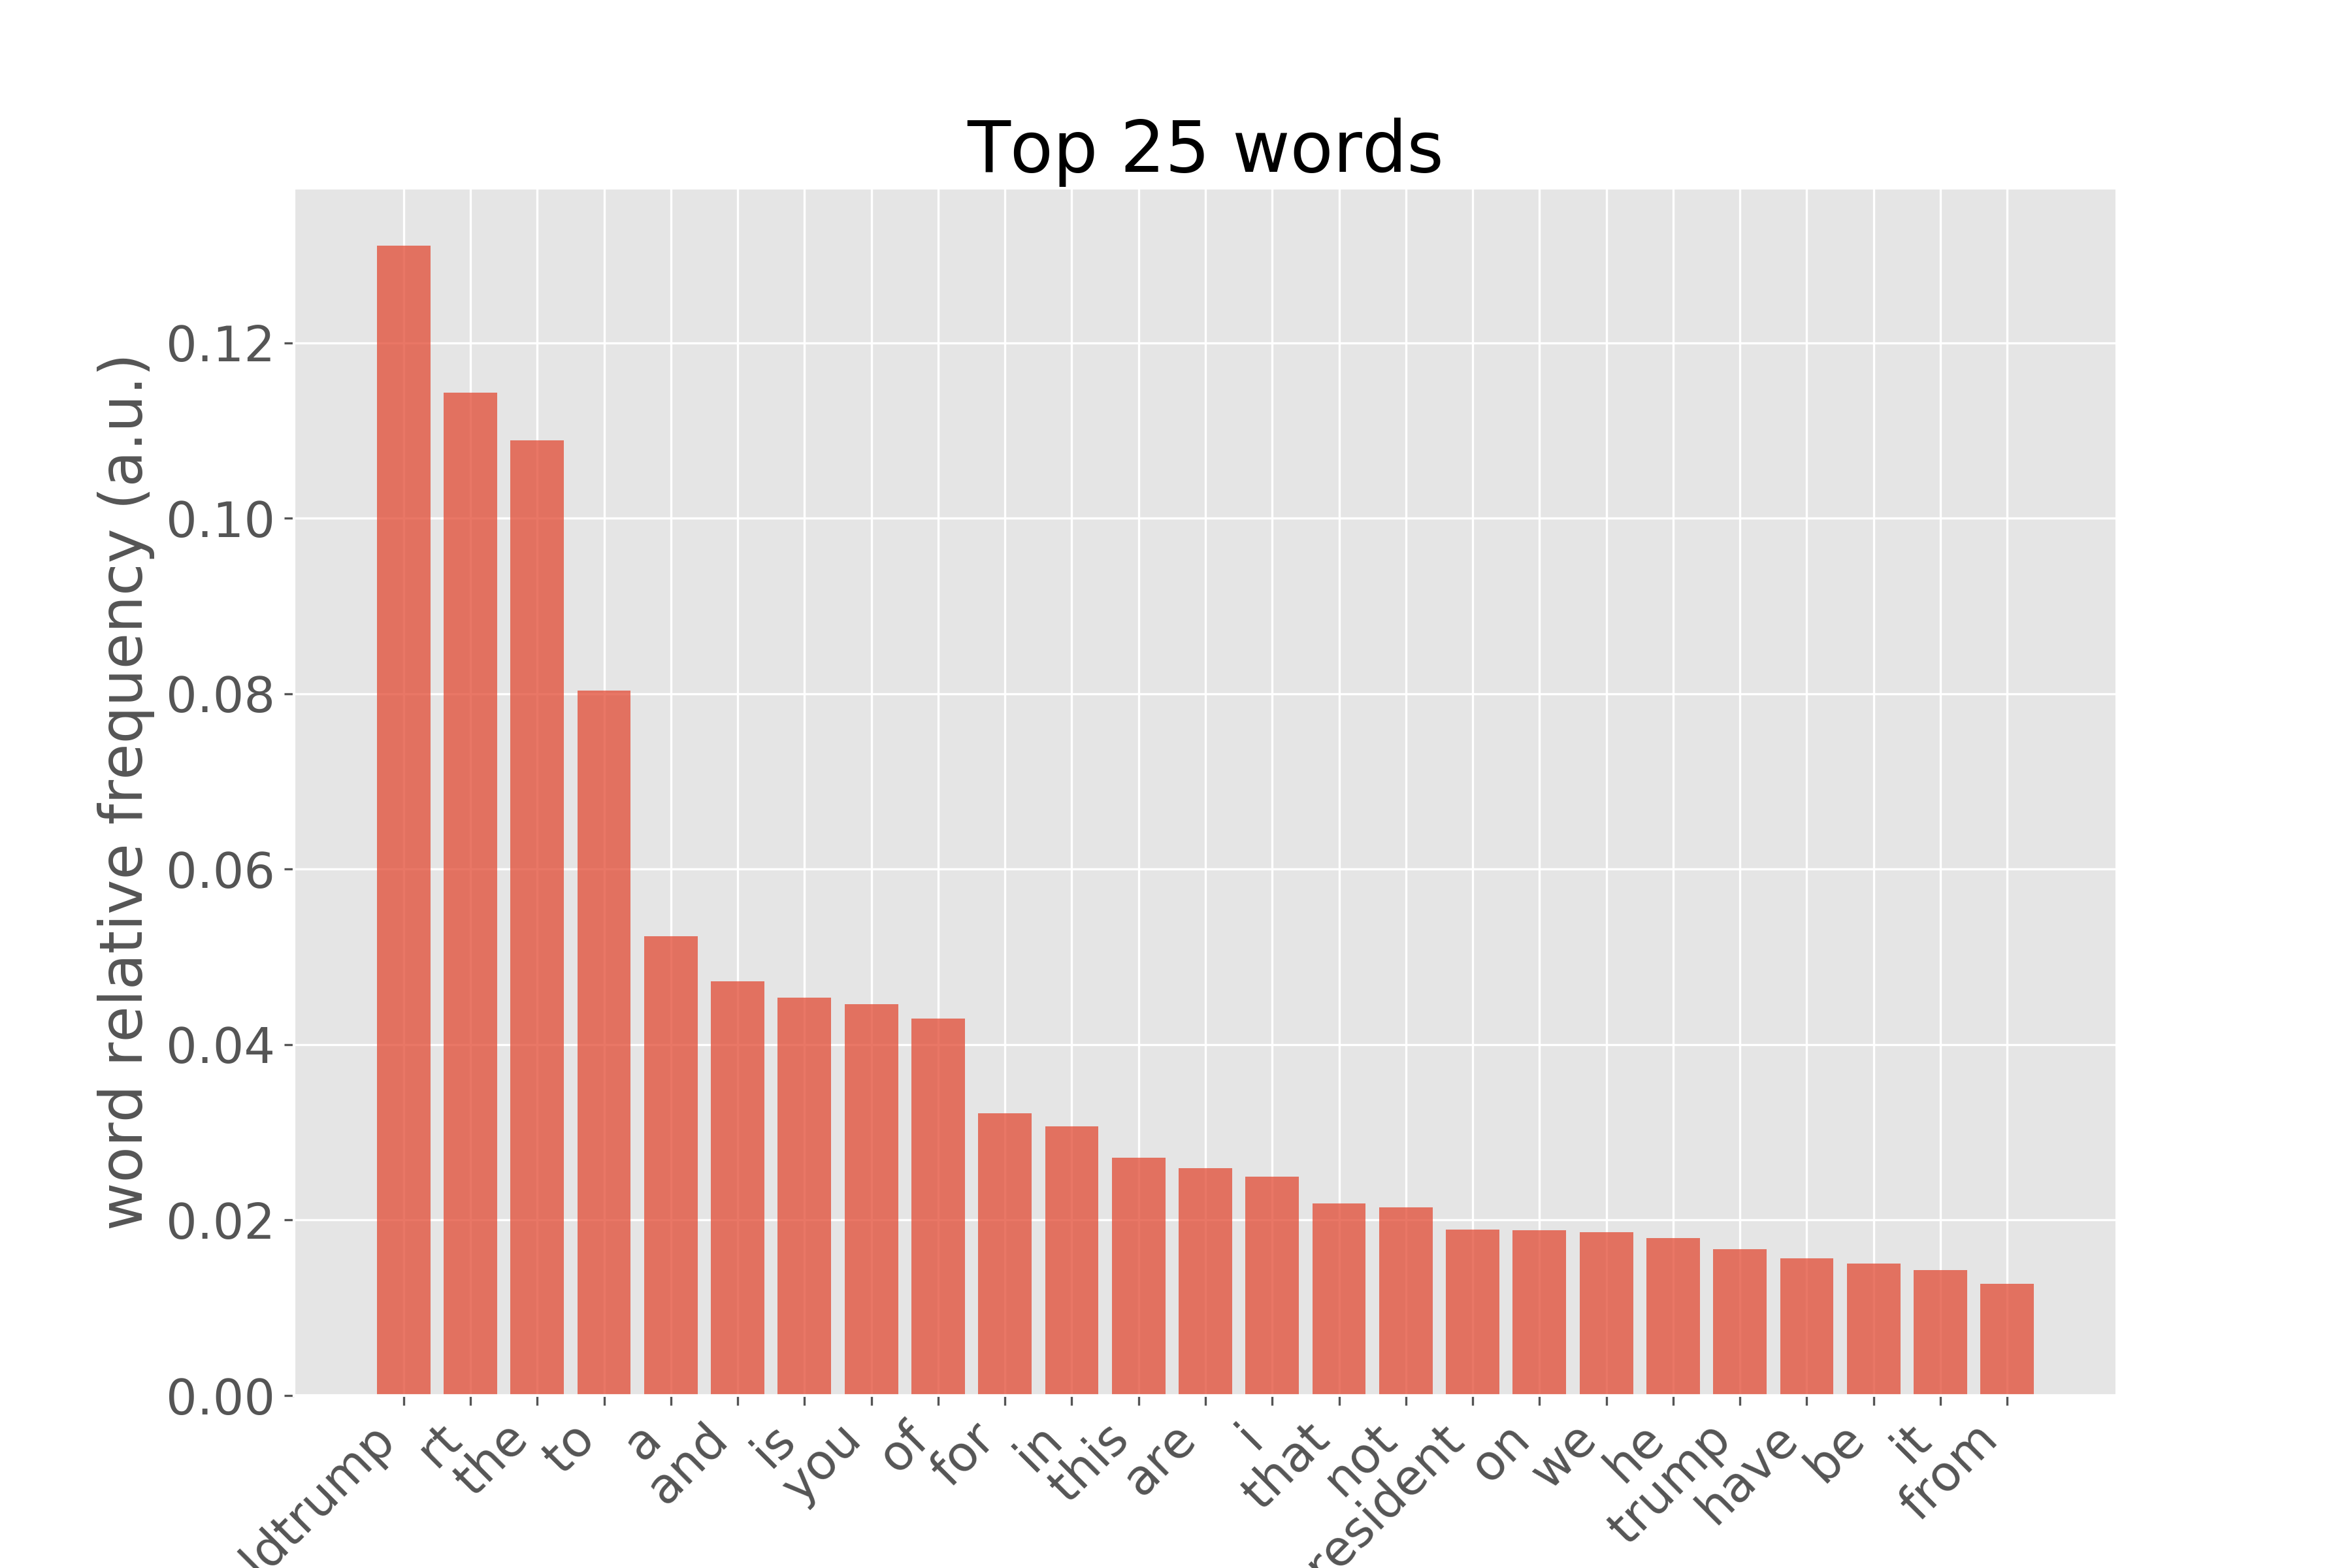 Top 25 words
word relative frequency (a.u.)
0.12
0.10
0.08
0.06
0.04
0.02
0.00
ldtrump
rt
the
to
a
and
is
you
of
for
in
this
are
i
that
not
resident
on
we
he
trump
have
be
it
from